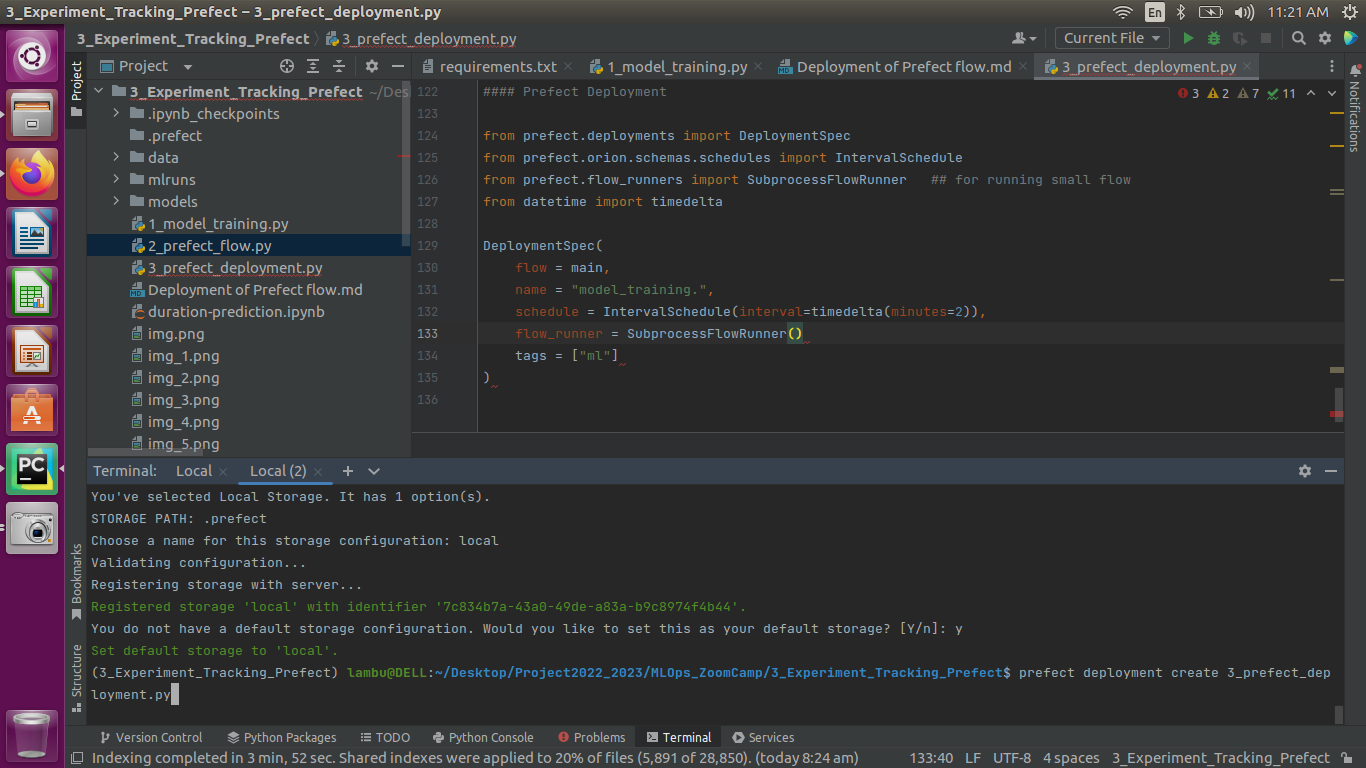 3_Experiment_Tracking_Prefect – 3_prefect_deployment.py
En
11:21 AM
3_Experiment_Tracking_Prefect
3_prefect_deployment.py
Current File
Project
Project
requirements.txt
1_model_training.py
Deployment of Prefect flow.md
3_prefect_deployment.py
Notifications
3_Experiment_Tracking_Prefect ~/Des
.ipynb_checkpoints
.prefect
data
mlruns
models
1_model_training.py
2_prefect_flow.py
3_prefect_deployment.py
Deployment of Prefect flow.md
duration-prediction.ipynb
img.png
img_1.png
img_2.png
img_3.png
img_4.png
img_5.png
3 2 7 11
122 #### Prefect Deployment
123
124 from prefect.deployments import DeploymentSpec
125 from prefect.orion.schemas.schedules import IntervalSchedule
126 from prefect.flow_runners import SubprocessFlowRunner ## for running small flow
127 from datetime import timedelta
128
129 DeploymentSpec(
130 flow = main,
131 name = "model_training.",
132 schedule = IntervalSchedule(interval=timedelta(minutes=2)),
133 flow_runner = SubprocessFlowRunner()
134 tags = ["ml"]
135 )
136
Terminal: Local Local (2)
You've selected Local Storage. It has 1 option(s).
STORAGE PATH: .prefect
Choose a name for this storage configuration: local
Validating configuration...
Registering storage with server...
Registered storage 'local' with identifier '7c834b7a-43a0-49de-a83a-b9c8974f4b44'.
You do not have a default storage configuration. Would you like to set this as your default storage? [Y/n]: y
Set default storage to 'local'.
(3_Experiment_Tracking_Prefect) lambu@DELL:~/Desktop/Project2022_2023/MLOps_ZoomCamp/3_Experiment_Tracking_Prefect$ prefect deployment create 3_prefect_dep
loyment.py
Bookmarks
Structure
PC
Version Control Python Packages TODO Python Console Problems Terminal Services
Indexing completed in 3 min, 52 sec. Shared indexes were applied to 20% of files (5,891 of 28,850). (today 8:24 am) 133:40 LF UTF-8 4 spaces 3_Experiment_Tracking_Prefect